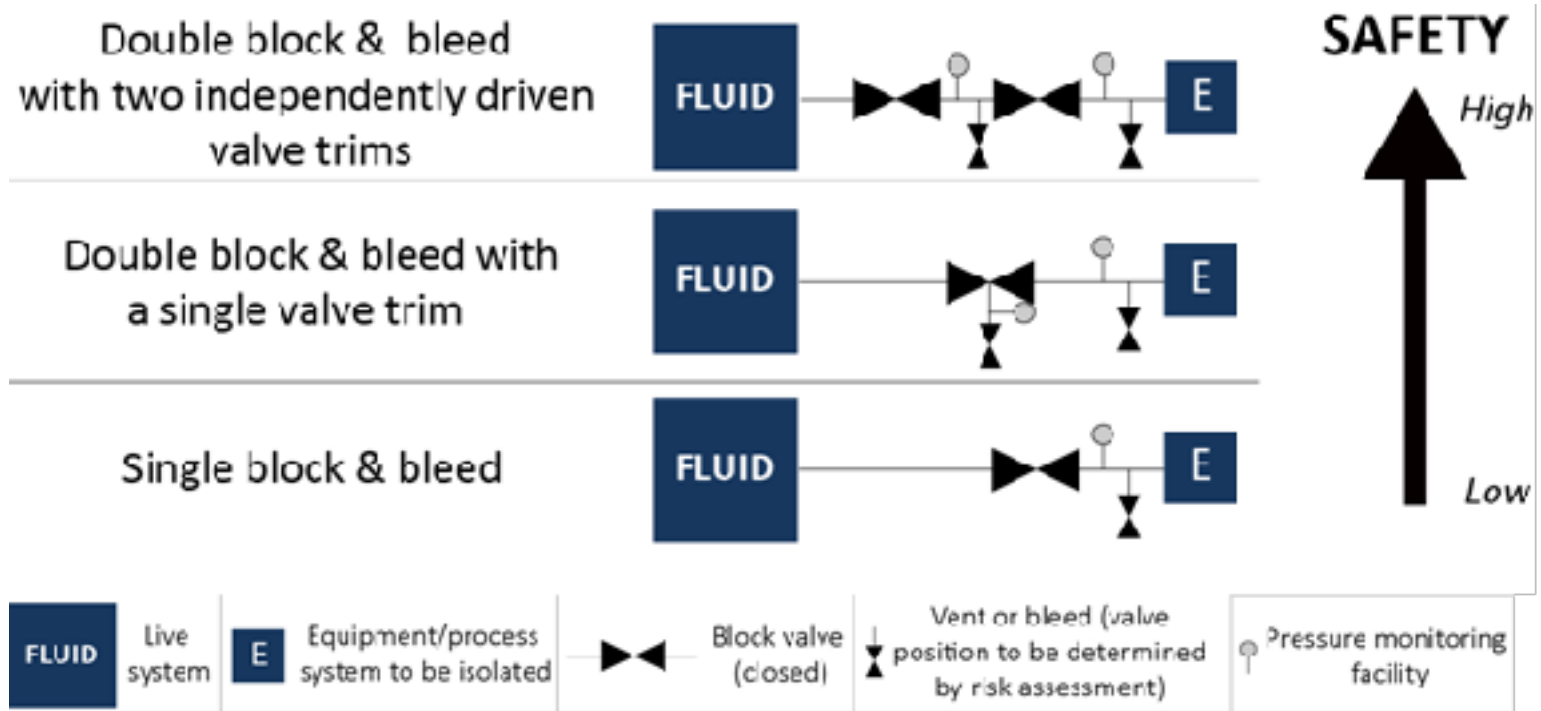 Double block & bleed
with two independently driven
valve trims
FLUID
E
SAFETY
High
Double block & bleed with
a single valve trim
FLUID
E
Single block & bleed
FLUID
E
Low
FLUID
Live
system
E
Equipment/process
system to be isolated
Block valve
(closed)
Vent or bleed (valve
position to be determined
by risk assessment)
Pressure monitoring
facility